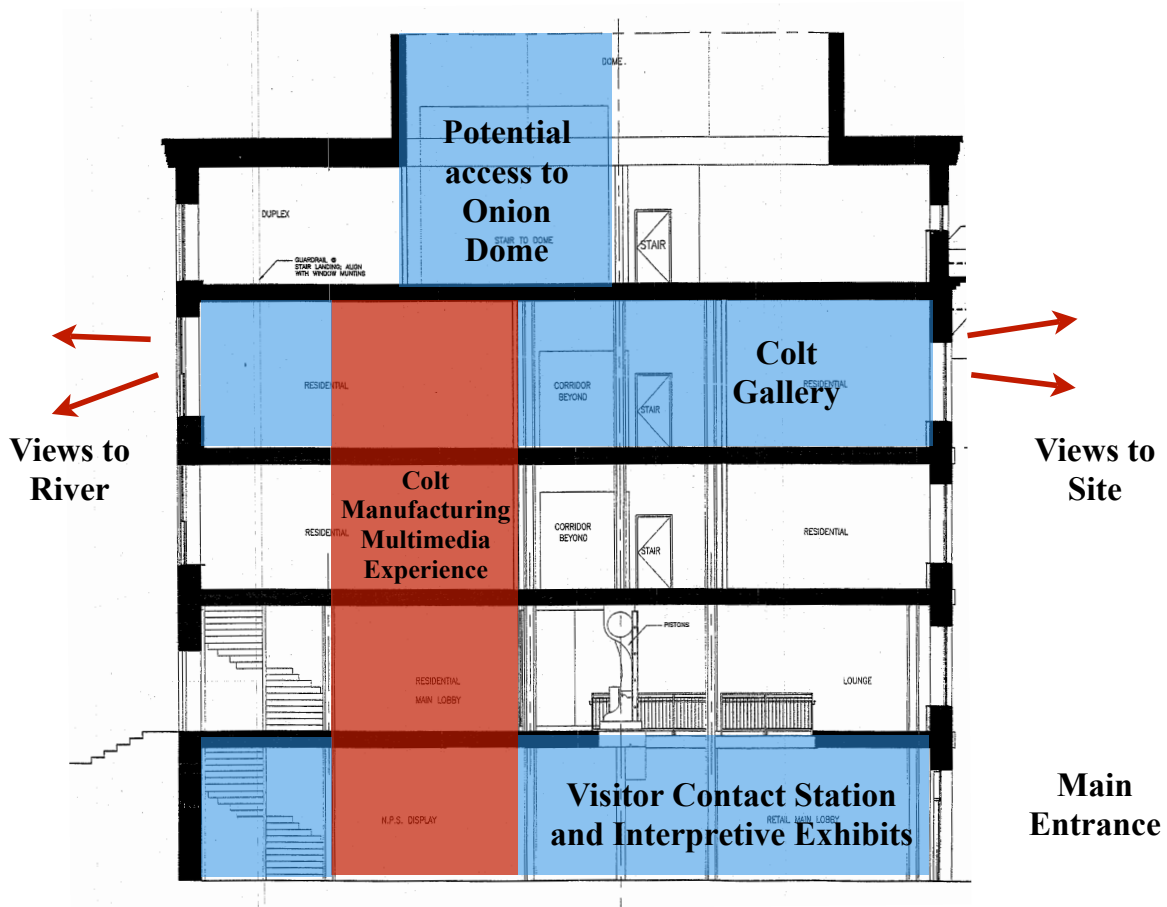 DOME.
Potential
access to
Onion
Dome
DUPLEX
STAIR TO DOME
STAIR
GUARDRAIL @
STAIR LANDING; ALIGN
WITH WINDOW MUNTINS
Colt
Gallery
RESIDENTIAL
CORRIDOR
BEYOND
RESIDENTIAL
STAIR
Views to
River
Views to
Site
Colt
Manufacturing
Multimedia
Experience
RESIDENTIAL
CORRIDOR
BEYOND
STAIR
RESIDENTIAL
PISTONS
RESIDENTIAL
MAIN LOBBY
LOUNGE
Visitor Contact Station
and Interpretive Exhibits
N.P.S. DISPLAY
RETAIL MAIN LOBBY
Main
Entrance